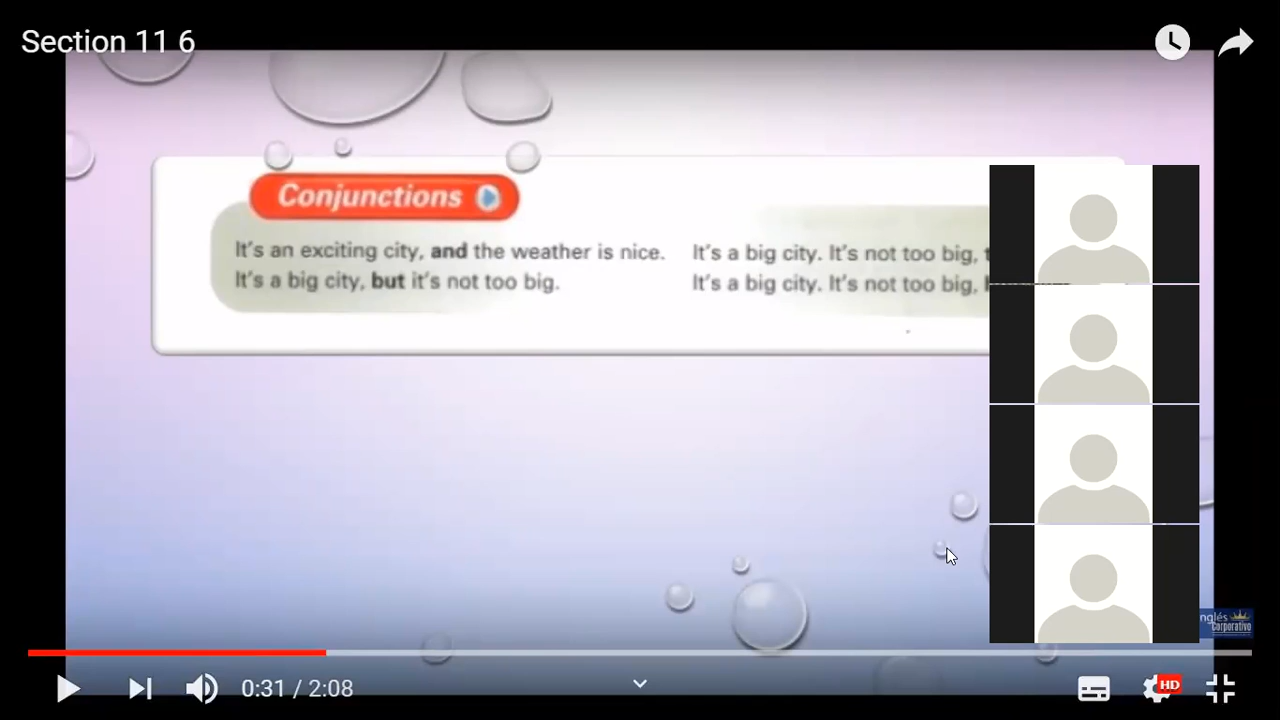 Section 11 6
Conjunctions
It's an exciting city, and the weather is nice.
It's a big city, but it's not too big.
It's a big city. It's not too big,
It's a big city. It's not too big,
Inglés
Corporativo
0:31 / 2:08
HD